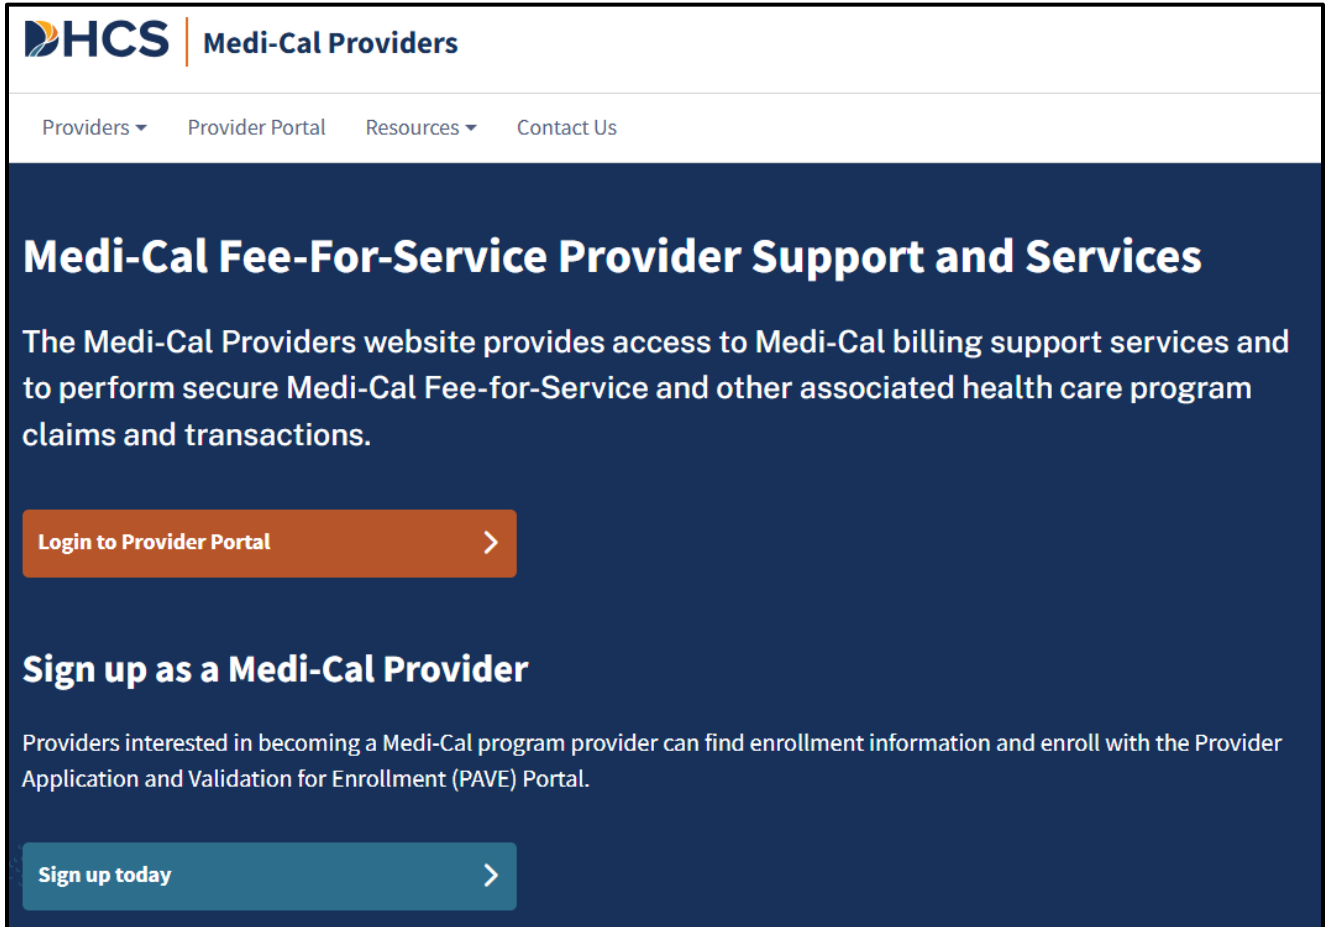 DHCS Medi-Cal Providers
Providers Provider Portal Resources Contact Us
Medi-Cal Fee-For-Service Provider Support and Services
The Medi-Cal Providers website provides access to Medi-Cal billing support services and
to perform secure Medi-Cal Fee-for-Service and other associated health care program
claims and transactions.
Login to Provider Portal
Sign up as a Medi-Cal Provider
Providers interested in becoming a Medi-Cal program provider can find enrollment information and enroll with the Provider
Application and Validation for Enrollment (PAVE) Portal.
Sign up today